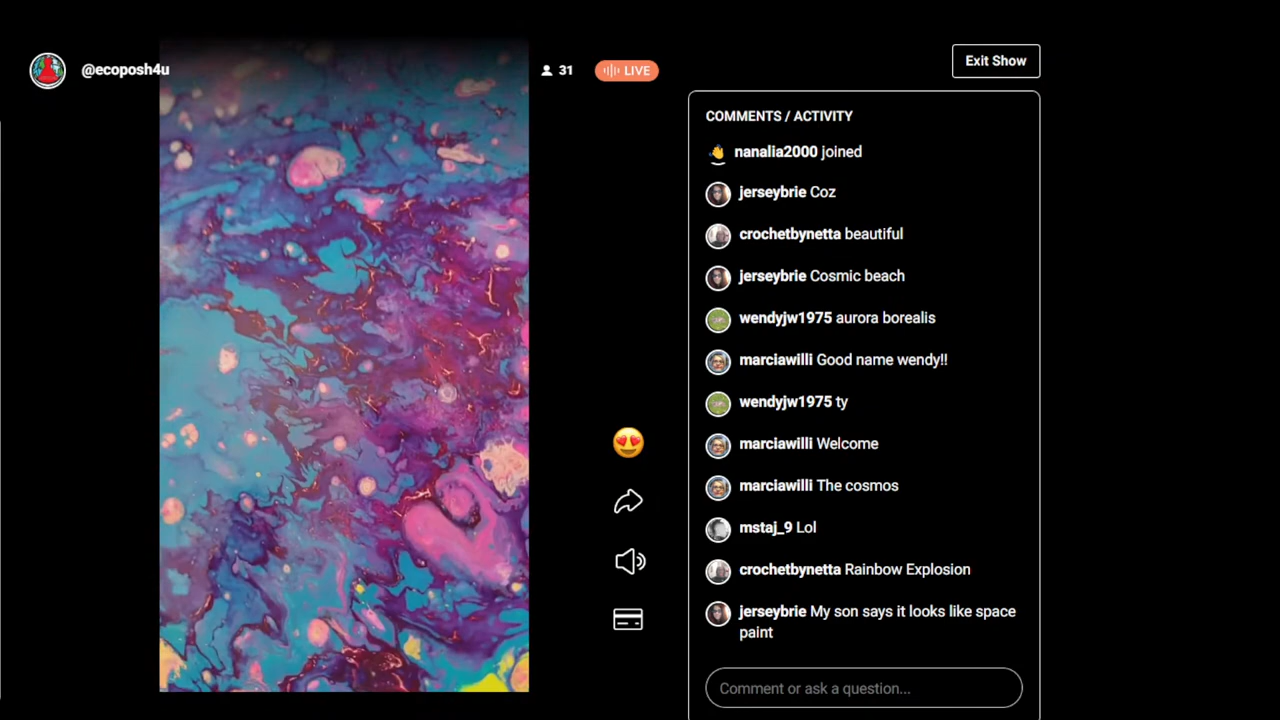 @ecoposh4u
31
LIVE
Exit Show
COMMENTS / ACTIVITY
nanalia2000 joined
jerseybrie Coz
crochetbynetta beautiful
jerseybrie Cosmic beach
wendyjw1975 aurora borealis
marciawilli Good name wendy!!
wendyjw1975 ty
marciawilli Welcome
marciawilli The cosmos
mstaj_9 Lol
crochetbynetta Rainbow Explosion
jerseybrie My son says it looks like space
paint
Comment or ask a question...